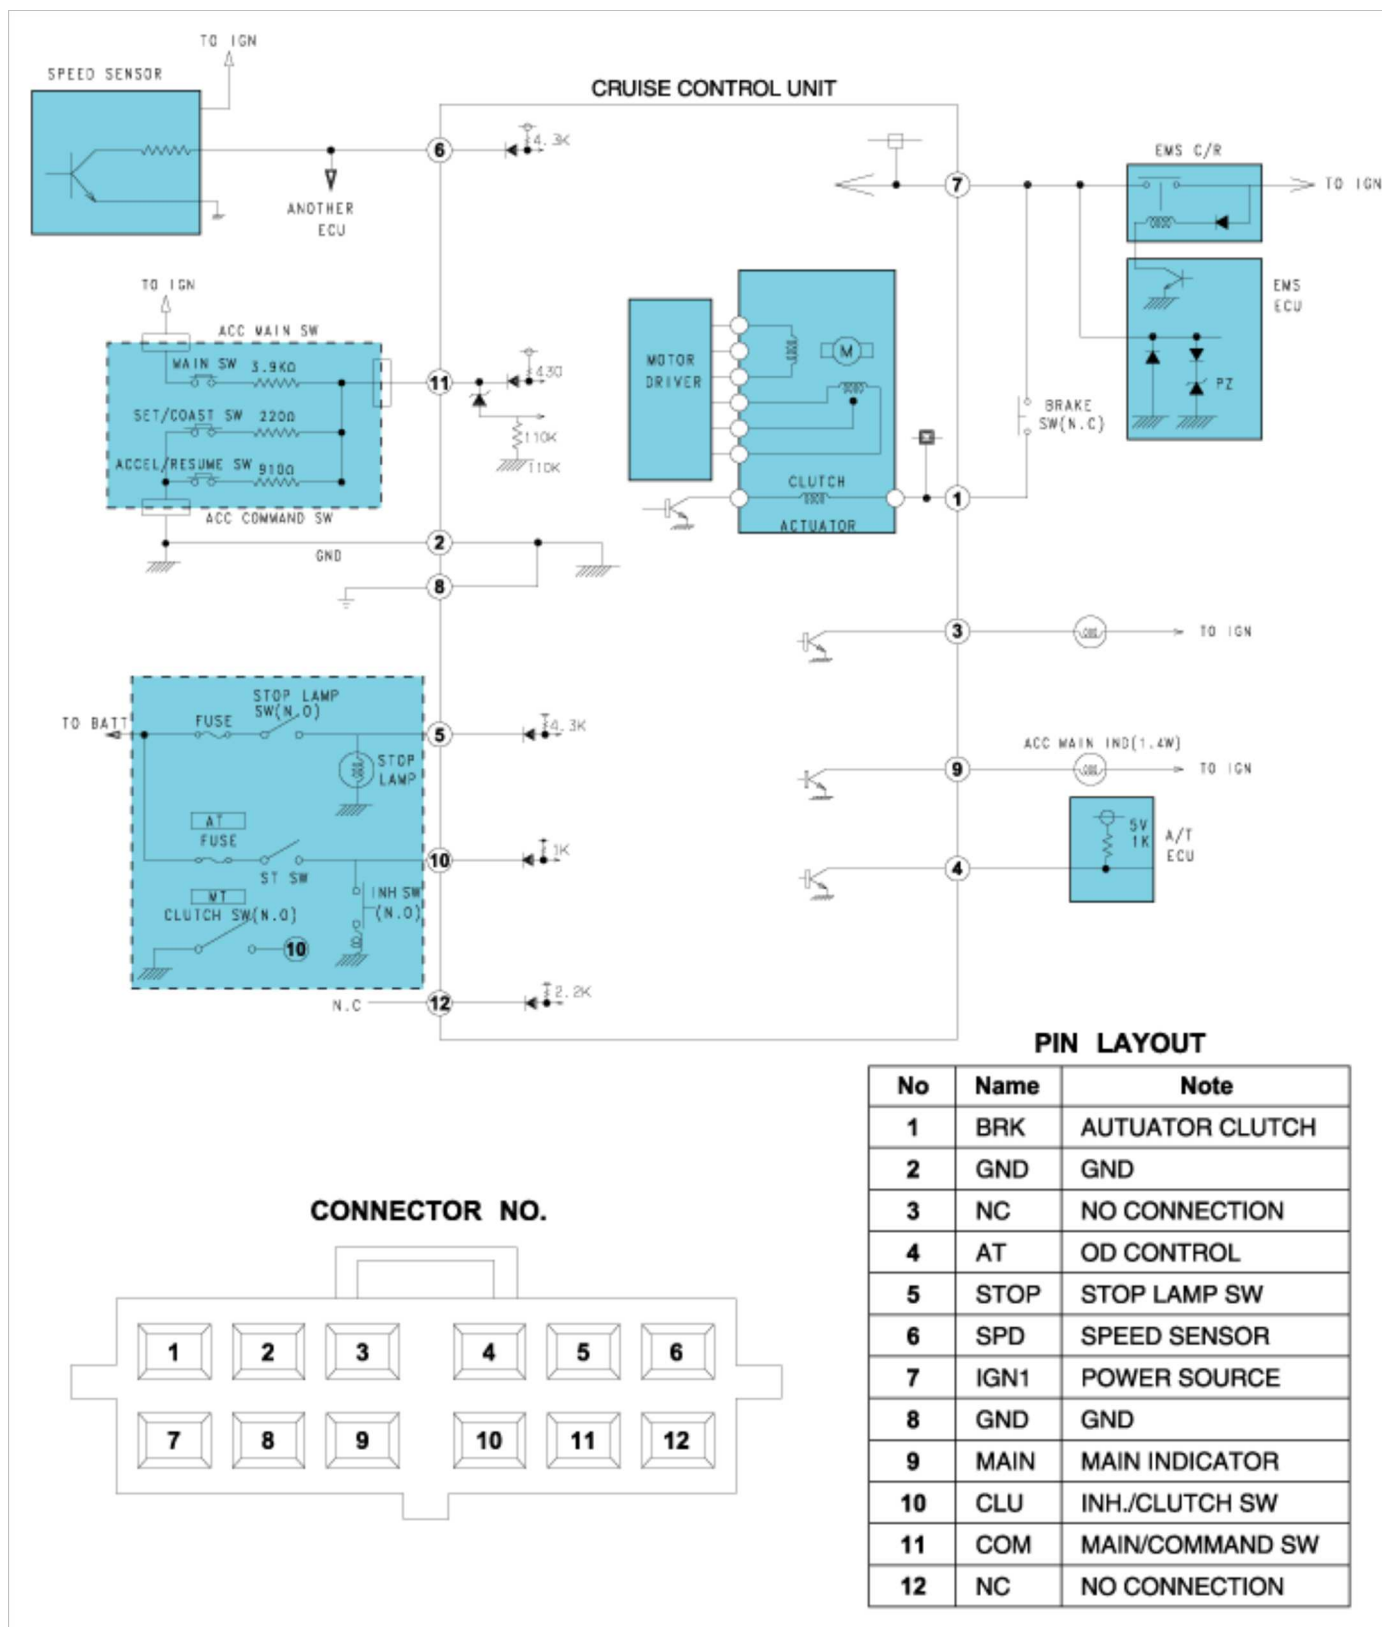 TO IGN
SPEED SENSOR
CRUISE CONTROL UNIT
6
4.3K
ANOTHER
ECU
7
EMS C/R
TO IGN
EMS
ECU
PZ
TO IGN
ACC MAIN SW
MAIN SW 3.9KΩ
SET/COAST SW 220Ω
ACCEL/RESUME SW 910Ω
ACC COMMAND SW
11
430
110K
110K
MOTOR
DRIVER
M
CLUTCH
ACTUATOR
BRAKE
SW(N.C)
1
2
GND
8
3
TO IGN
STOP LAMP
SW(N.O)
TO BATT
FUSE
5
4.3K
STOP
LAMP
ACC MAIN IND(1.4W)
9
TO IGN
AT
FUSE
ST SW
10
1K
5V
1K
A/T
ECU
4
MT
CLUTCH SW(N.O)
INH SW
(N.O)
10
N.C
12
2.2K
PIN LAYOUT
No Name Note
1 BRK AUTUATOR CLUTCH
2 GND GND
3 NC NO CONNECTION
4 AT OD CONTROL
5 STOP STOP LAMP SW
6 SPD SPEED SENSOR
7 IGN1 POWER SOURCE
8 GND GND
9 MAIN MAIN INDICATOR
10 CLU INH./CLUTCH SW
11 COM MAIN/COMMAND SW
12 NC NO CONNECTION
CONNECTOR NO.
1 2 3 4 5 6
7 8 9 10 11 12